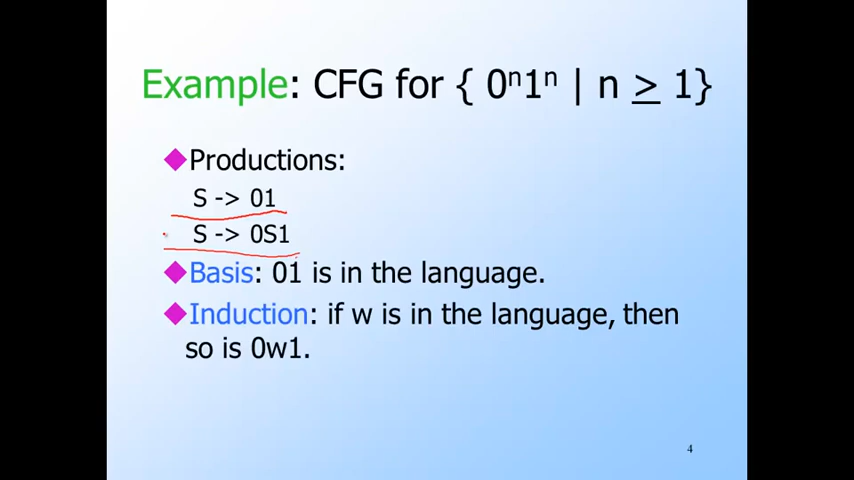 Example: CFG for { 0ⁿ1ⁿ | n ≥ 1}
Productions:
S -> 01
S -> 0S1
Basis: 01 is in the language.
Induction: if w is in the language, then
so is 0w1.
4